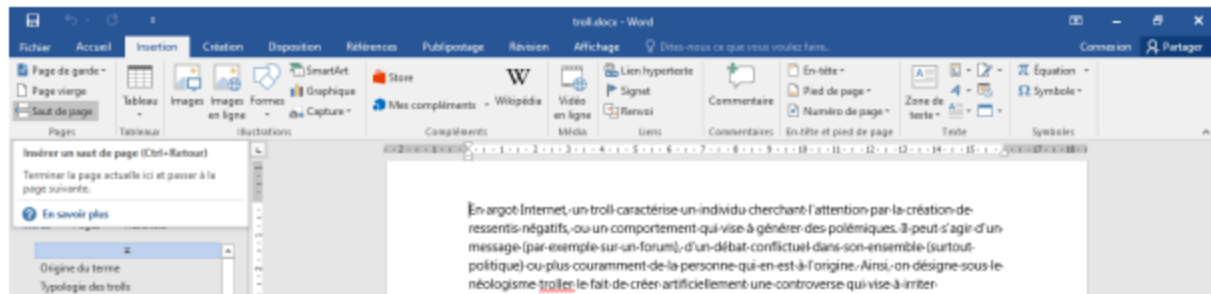 troll.docx - Word
Fichier Accueil Insertion Création Disposition Références Publipostage Révision Affichage Dites-nous ce que vous voulez faire... Connexion Partager
Page de garde
Page vierge
Saut de page
Pages
Tableau
Tableaux
Images
Images en ligne
Formes
SmartArt
Graphique
Capture
Illustrations
Store
Mes compléments
W
Wikipédia
Compléments
Vidéo en ligne
Média
Lien hypertexte
Signet
Renvoi
Liens
Commentaire
Commentaires
En-tête
Pied de page
Numéro de page
En-tête et pied de page
Zone de texte
Texte
Équation
Symbole
Symboles
Insérer un saut de page (Ctrl+Retour)
Terminer la page actuelle ici et passer à la
page suivante.
En savoir plus
Origine du terme
Typologie des trolls
En·argot·Internet,·un·troll·caractérise·un·individu·cherchant·l'attention·par·la·création·de·
ressentis·négatifs,·ou·un·comportement·qui·vise·à·générer·des·polémiques.·Il·peut·s'agir·d'un·
message·(par·exemple·sur·un·forum),·d'un·débat·conflictuel·dans·son·ensemble·(surtout·
politique)·ou·plus·couramment·de·la·personne·qui·en·est·à·l'origine.·Ainsi,·on·désigne·sous·le·
néologisme·troller·le·fait·de·créer·artificiellement·une·controverse·qui·vise·à·irriter·